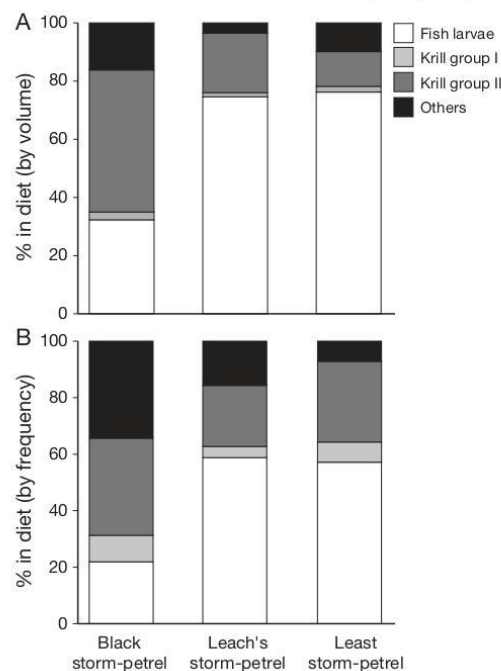 A
% in diet (by volume)
100
80
60
40
20
0
Fish larvae
Krill group I
Krill group II
Others
B
% in diet (by frequency)
100
80
60
40
20
0
Black
storm-petrel
Leach's
storm-petrel
Least
storm-petrel